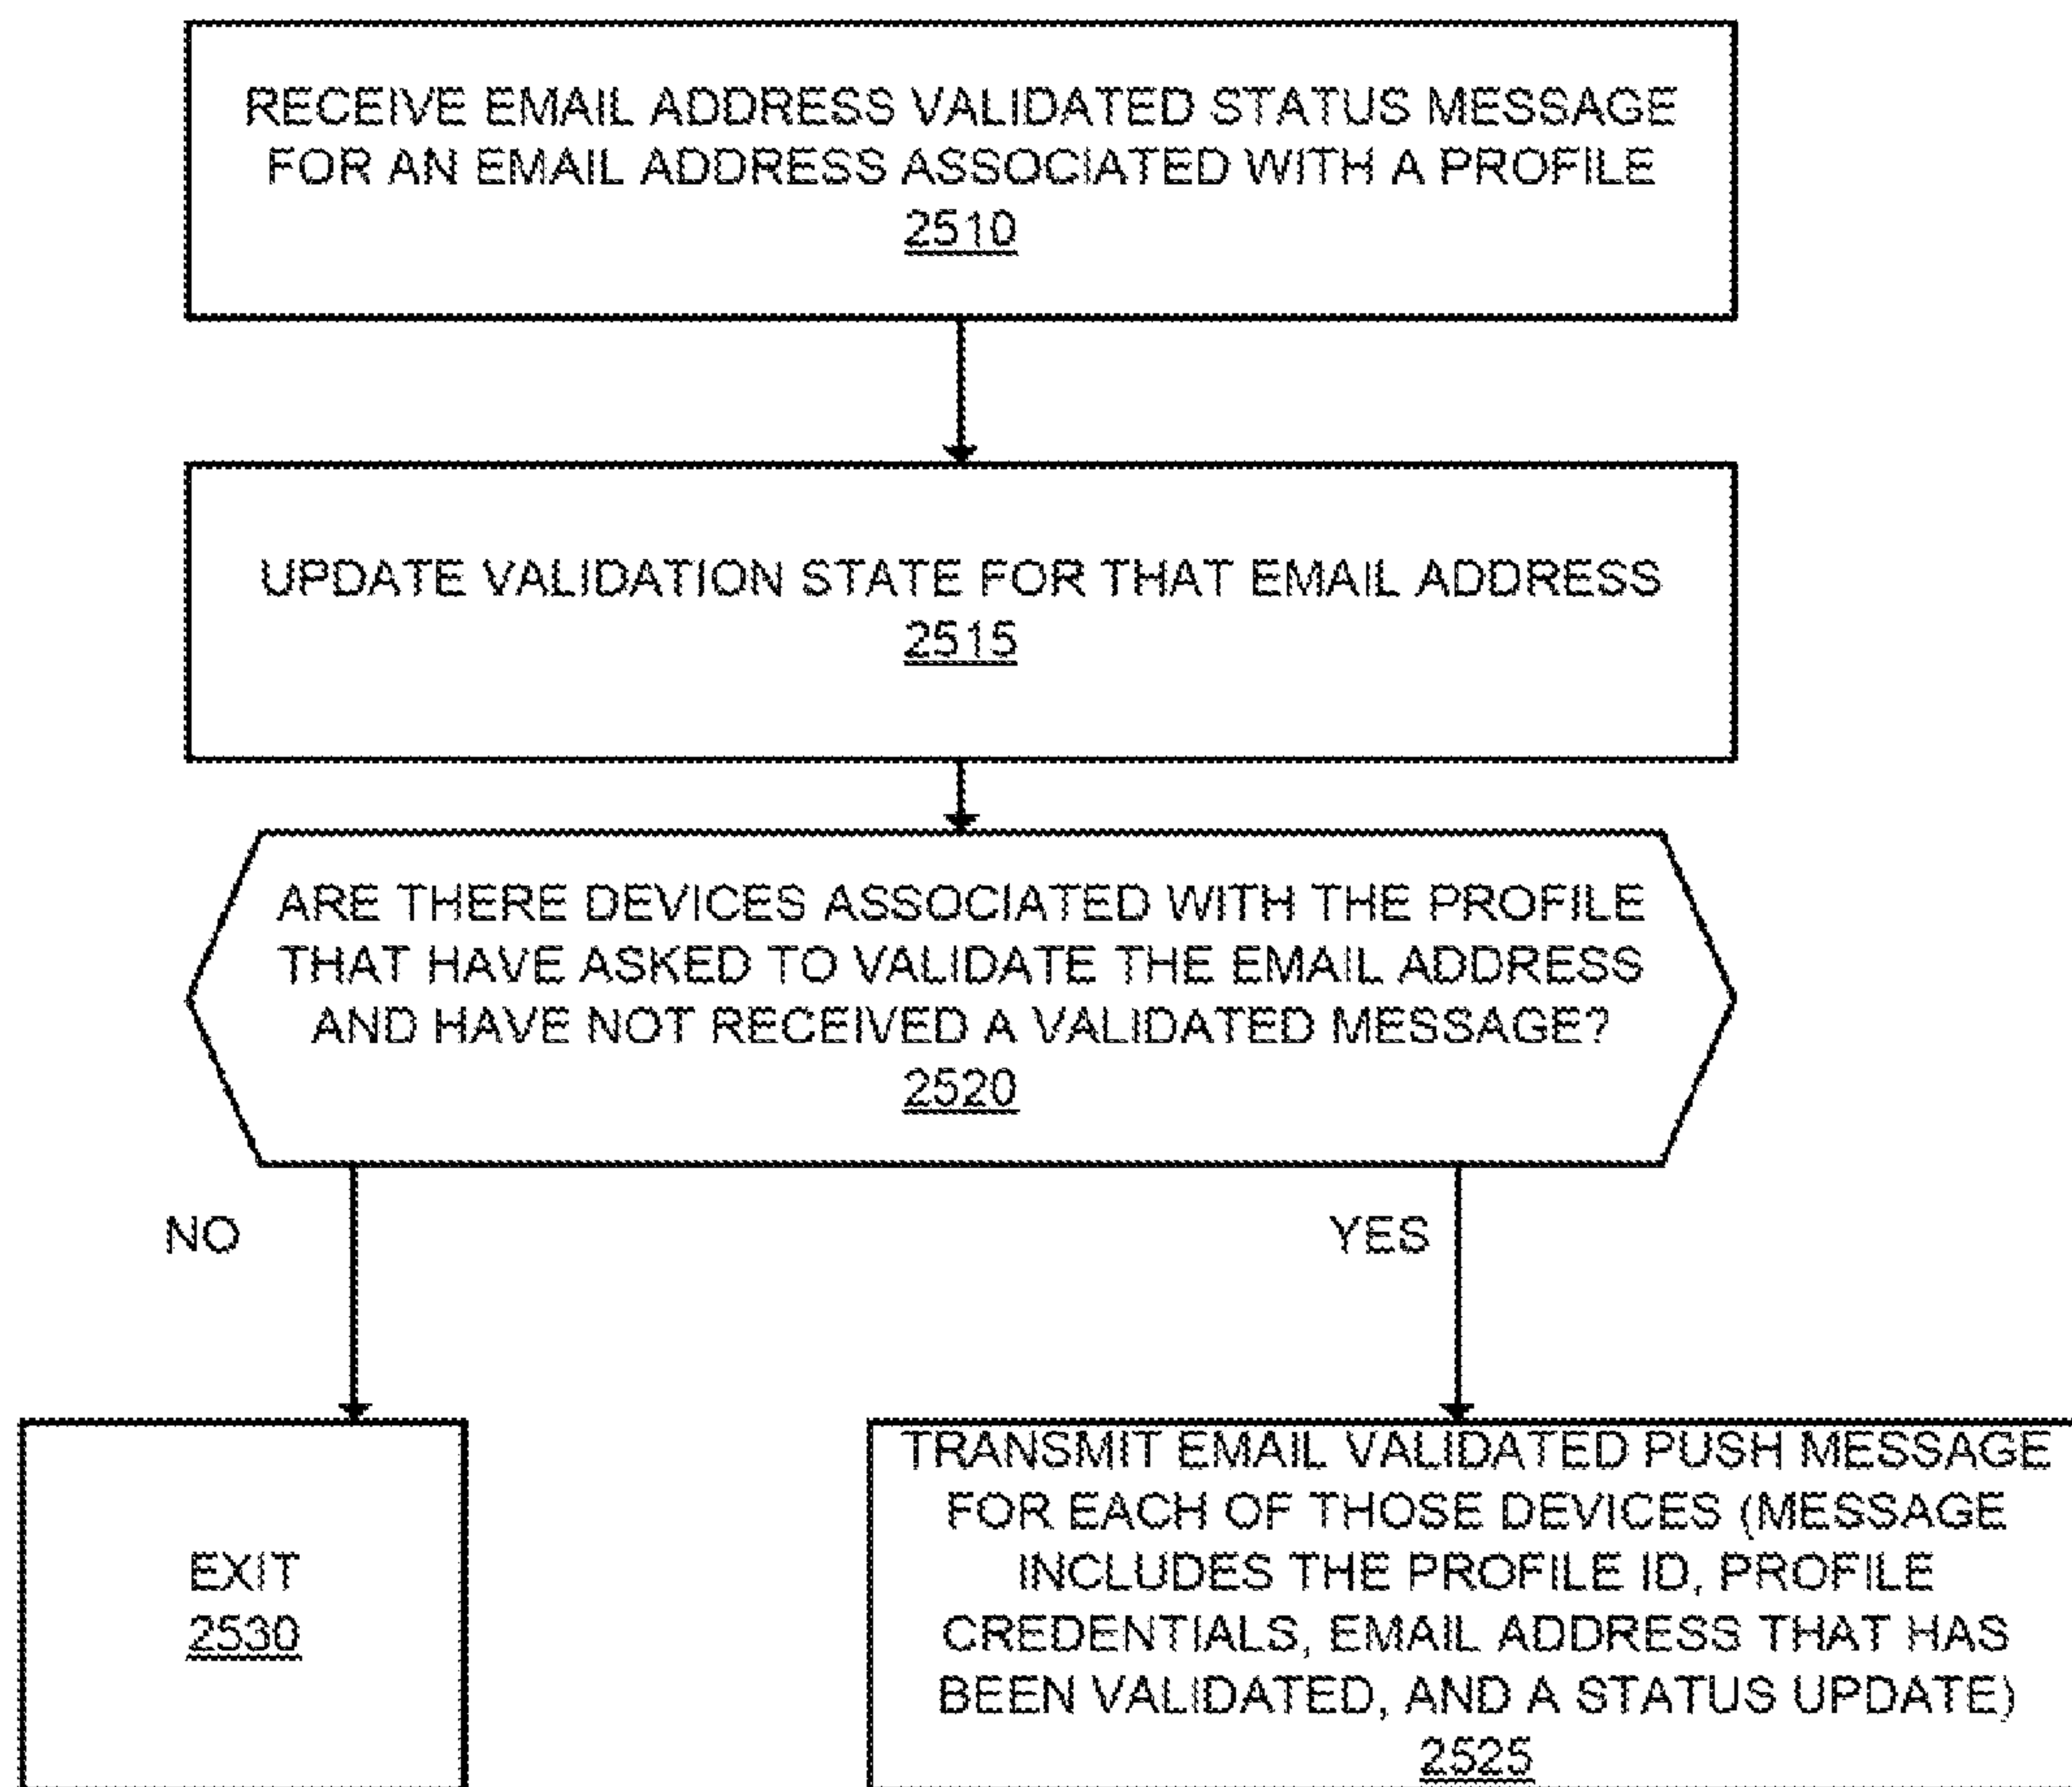 RECEIVE EMAIL ADDRESS VALIDATED STATUS MESSAGE
FOR AN EMAIL ADDRESS ASSOCIATED WITH A PROFILE
2510
UPDATE VALIDATION STATE FOR THAT EMAIL ADDRESS
2515
ARE THERE DEVICES ASSOCIATED WITH THE PROFILE
THAT HAVE ASKED TO VALIDATE THE EMAIL ADDRESS
AND HAVE NOT RECEIVED A VALIDATED MESSAGE?
2520
NO
YES
EXIT
2530
TRANSMIT EMAIL VALIDATED PUSH MESSAGE
FOR EACH OF THOSE DEVICES (MESSAGE
INCLUDES THE PROFILE ID, PROFILE
CREDENTIALS, EMAIL ADDRESS THAT HAS
BEEN VALIDATED, AND A STATUS UPDATE)
2525